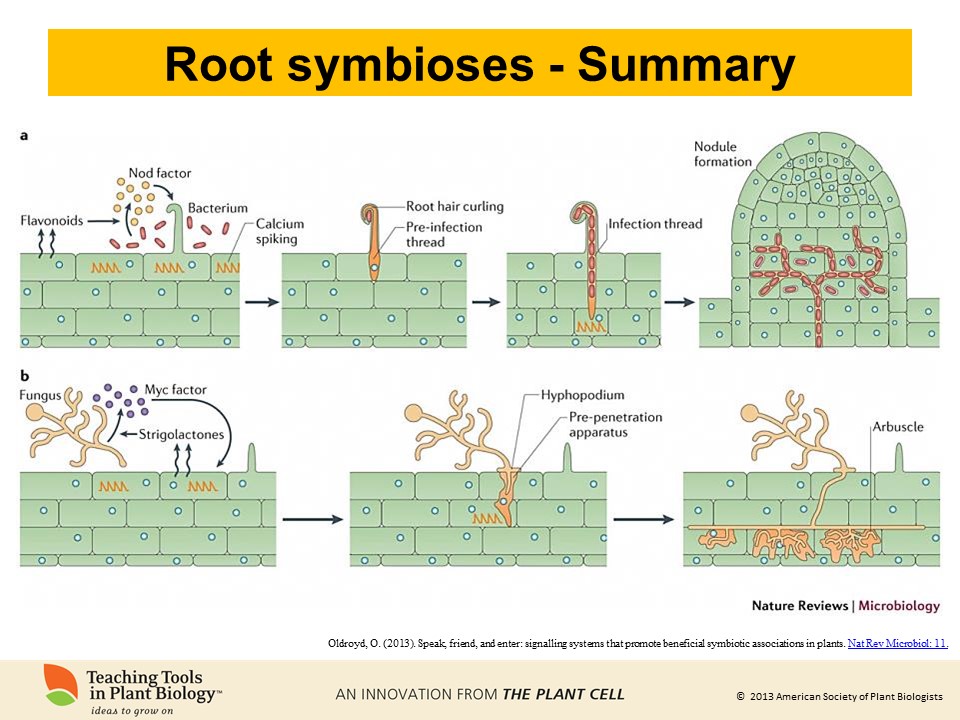 Root symbioses - Summary
a
Nod factor
Flavonoids
Bacterium
Calcium
spiking
Root hair curling
Pre-infection
thread
Infection thread
Nodule
formation
b
Fungus
Myc factor
Strigolactones
Hyphopodium
Pre-penetration
apparatus
Arbuscle
Nature Reviews | Microbiology
Oldroyd, O. (2013). Speak, friend, and enter: signalling systems that promote beneficial symbiotic associations in plants. Nat Rev Microbiol: 11.
Teaching Tools
in Plant Biology™
ideas to grow on
AN INNOVATION FROM THE PLANT CELL
© 2013 American Society of Plant Biologists